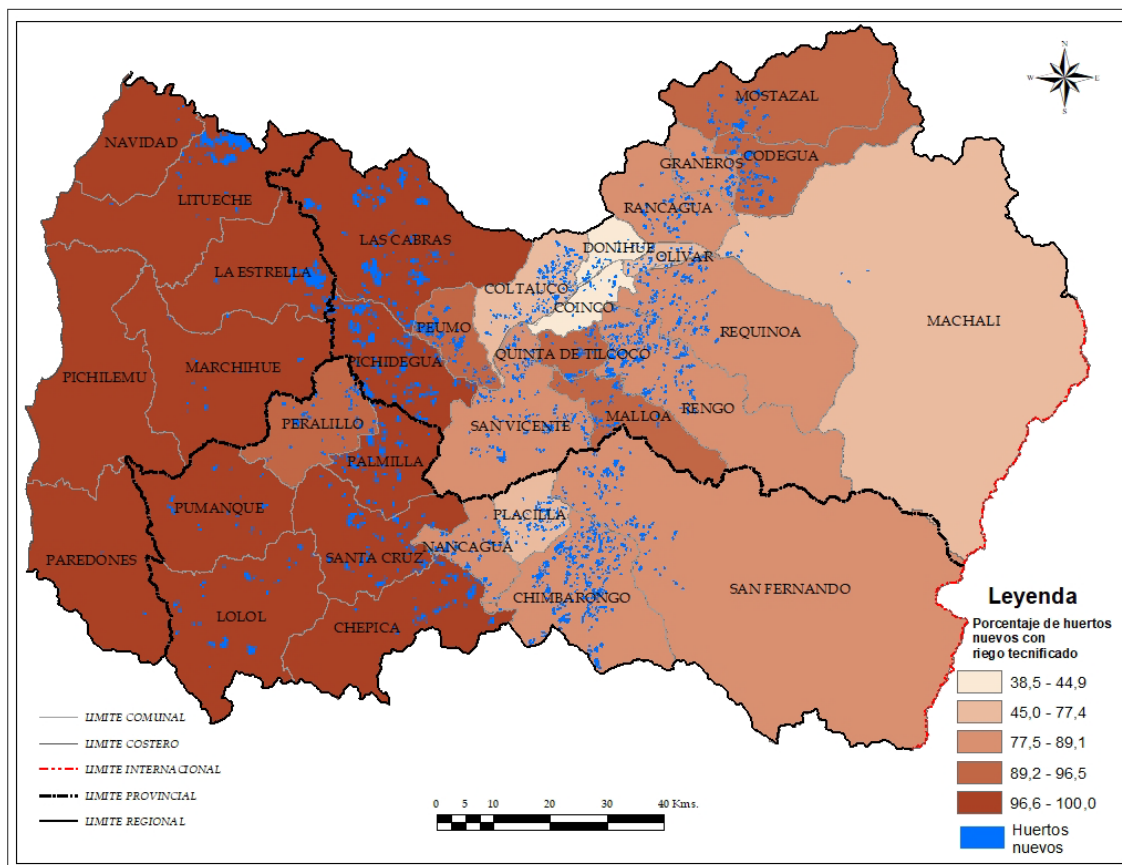 N
W
E
S
MOSTAZAL
NAVIDAD
CODEGUA
GRANEROS
LITUECHE
RANCAGUA
LAS CABRAS
DOÑIHUE
OLIVAR
LA ESTRELLA
COLTAUCO
COINCO
MACHALI
PEUMO
REQUINOA
QUINTA DE TILCOCO
PICHIDEGUA
MARCHIHUE
PICHILEMU
RENGO
MALLOA
PERALILLO
SAN VICENTE
PALMILLA
PUMANQUE
PLACILLA
NANCAGUA
PAREDONES
SANTA CRUZ
SAN FERNANDO
CHIMBARONGO
LOLOL
CHEPICA
Leyenda
Porcentaje de huertos
nuevos con
riego tecnificado
38,5 - 44,9
45,0 - 77,4
77,5 - 89,1
89,2 - 96,5
96,6 - 100,0
Huertos
nuevos
LIMITE COMUNAL
LIMITE COSTERO
LIMITE INTERNACIONAL
LIMITE PROVINCIAL
LIMITE REGIONAL
0 5 10 20 30 40 Kms.